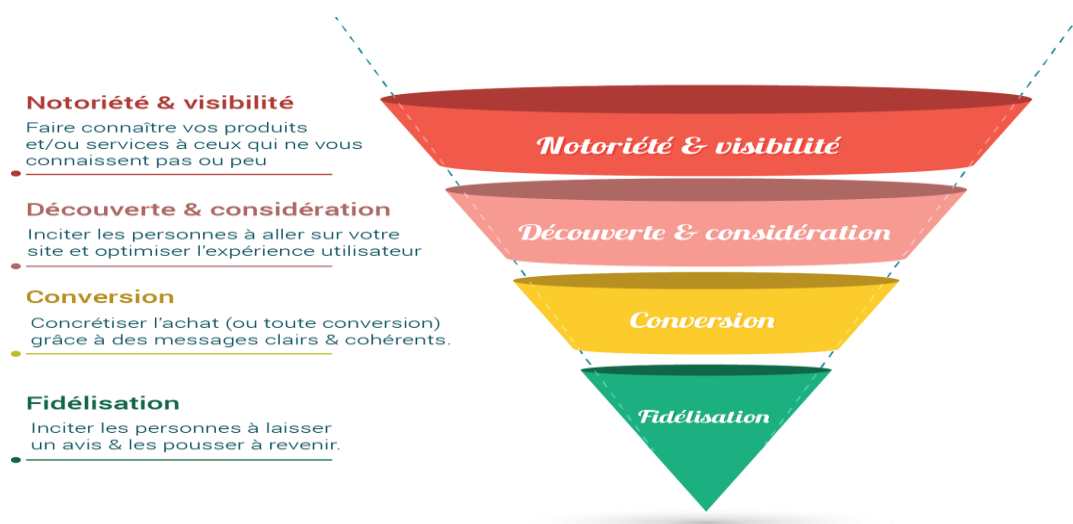 Notoriété & visibilité
Faire connaître vos produits
et/ou services à ceux qui ne vous
connaissent pas ou peu
Découverte & considération
Inciter les personnes à aller sur votre
site et optimiser l'expérience utilisateur
Conversion
Concrétiser l'achat (ou toute conversion)
grâce à des messages clairs & cohérents.
Fidélisation
Inciter les personnes à laisser
un avis & les pousser à revenir.
Notoriété & visibilité
Découverte & considération
Conversion
Fidélisation